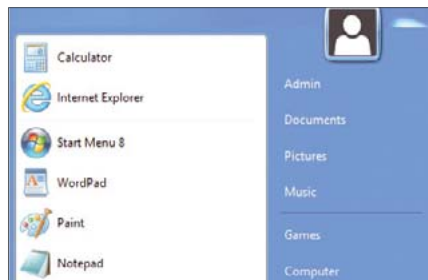 Calculator
Internet Explorer
Start Menu 8
WordPad
Paint
Notepad
Admin
Documents
Pictures
Music
Games
Computer